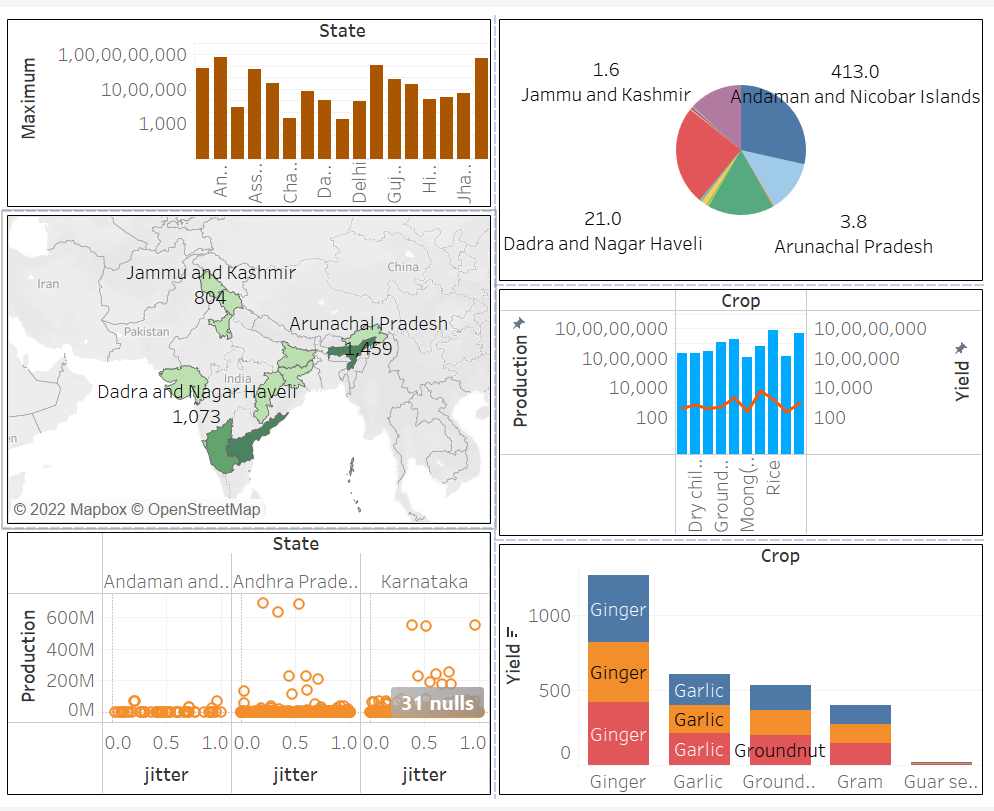 State
Maximum
1,00,00,00,000
10,00,000
1,000
An..
Ass..
Cha..
Da..
Delhi
Guj..
Hi..
Jha..
1.6
Jammu and Kashmir
413.0
Andaman and Nicobar Islands
21.0
Dadra and Nagar Haveli
3.8
Arunachal Pradesh
Iran
China
Pakistan
India
Jammu and Kashmir
804
Arunachal Pradesh
1,459
Dadra and Nagar Haveli
1,073
en
© 2022 Mapbox © OpenStreetMap
Crop
Production
10,00,00,000
10,00,000
10,000
100
10,00,00,000
10,00,000
10,000
100
Yield
Dry chil..
Ground..
Moong(..
Rice
State
Andaman and..
Andhra Prade..
Karnataka
Production
600M
400M
200M
0M
31 nulls
0.0 0.5 1.0
0.0 0.5 1.0
0.0 0.5 1.0
jitter
jitter
jitter
Crop
Yield
1000
500
0
Ginger
Ginger
Ginger
Garlic
Garlic
Garlic
Groundnut
Ginger
Garlic
Ground..
Gram
Guar se..